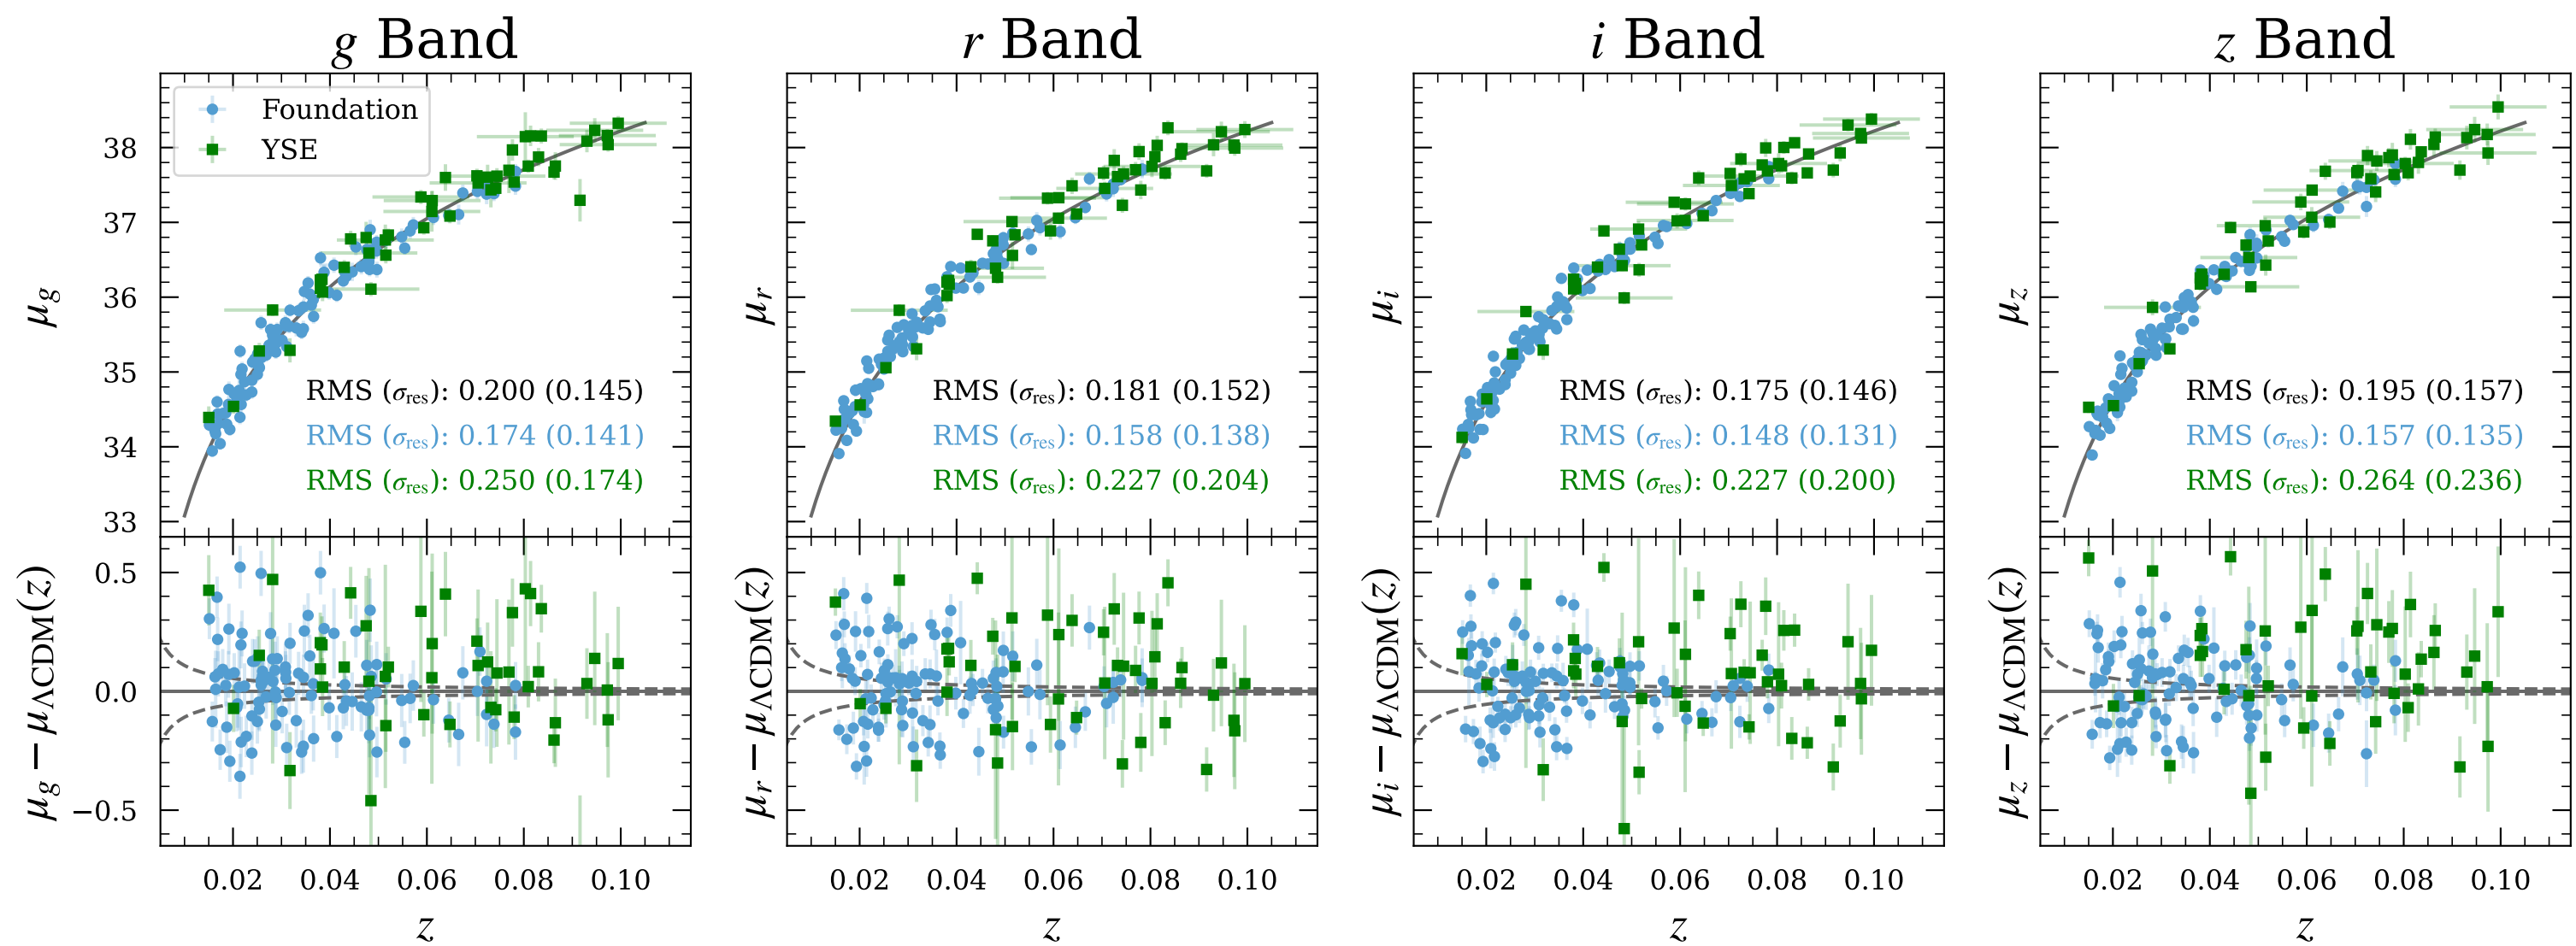 g Band
r Band
i Band
z Band
Foundation
YSE
38
37
36
35
34
33
μg
μr
μi
μz
RMS (σres): 0.200 (0.145)
RMS (σres): 0.174 (0.141)
RMS (σres): 0.250 (0.174)
RMS (σres): 0.181 (0.152)
RMS (σres): 0.158 (0.138)
RMS (σres): 0.227 (0.204)
RMS (σres): 0.175 (0.146)
RMS (σres): 0.148 (0.131)
RMS (σres): 0.227 (0.200)
RMS (σres): 0.195 (0.157)
RMS (σres): 0.157 (0.135)
RMS (σres): 0.264 (0.236)
0.5
0.0
−0.5
μg − μΛCDM(z)
μr − μΛCDM(z)
μi − μΛCDM(z)
μz − μΛCDM(z)
0.02 0.04 0.06 0.08 0.10
0.02 0.04 0.06 0.08 0.10
0.02 0.04 0.06 0.08 0.10
0.02 0.04 0.06 0.08 0.10
z
z
z
z